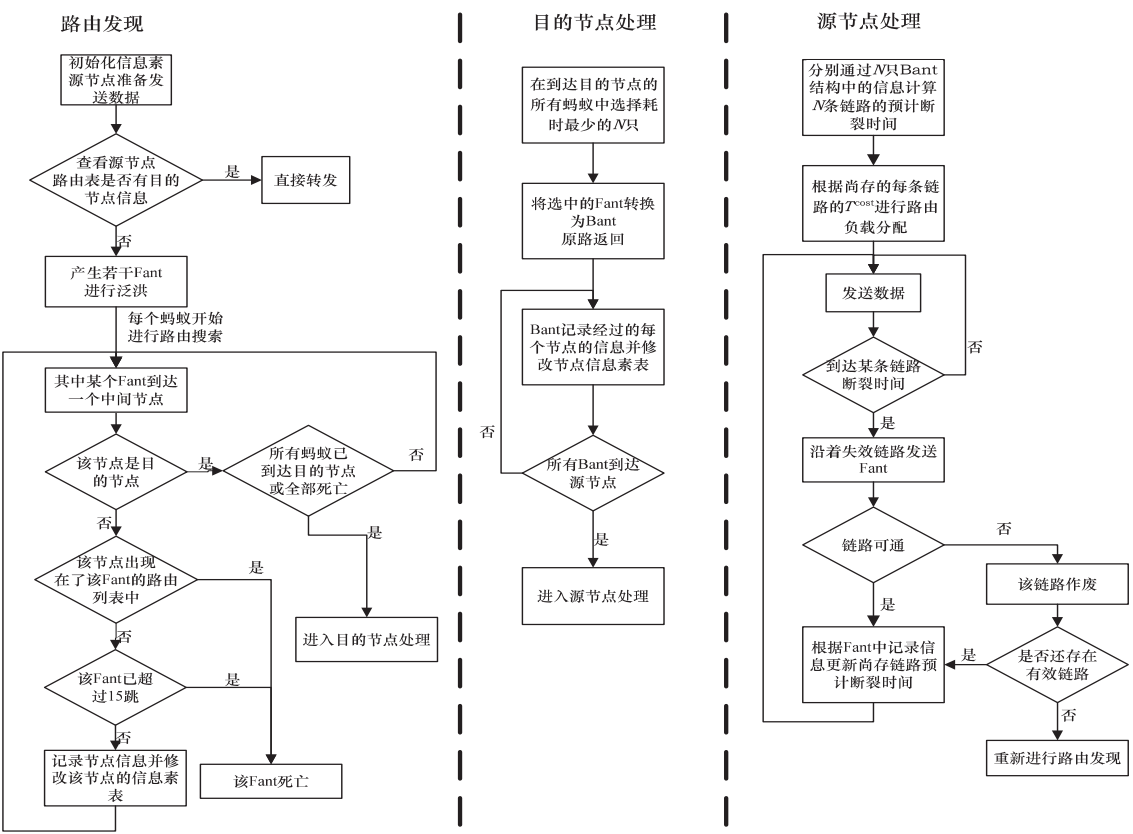 路由发现
初始化信息素
源节点准备发
送数据
查看源节点
路由表是否有目的
节点信息
是
直接转发
否
产生若干Fant
进行泛洪
每个蚂蚁开始
进行路由搜索
其中某个Fant到达
一个中间节点
该节点是目
的节点
是
所有蚂蚁已
到达目的节点
或全部死亡
否
是
进入目的节点处理
否
该节点出现
在了该Fant的路由
列表中
是
否
该Fant已超
过15跳
是
否
记录节点信息并修
改该节点的信息素
表
该Fant死亡
目的节点处理
在到达目的节点的
所有蚂蚁中选择耗
时最少的N只
将选中的Fant转换
为Bant
原路返回
Bant记录经过的每
个节点的信息并修
改节点信息素表
否
所有Bant到达
源节点
是
进入源节点处理
源节点处理
分别通过N只Bant
结构中的信息计算
N条链路的预计断
裂时间
根据尚存的每条链
路的Tcost进行路由
负载分配
发送数据
否
到达某条链路
断裂时间
是
沿着失效链路发送
Fant
链路可通
否
是
该链路作废
根据Fant中记录信
息更新尚存链路预
计断裂时间
是
是否还存在
有效链路
否
重新进行路由发现